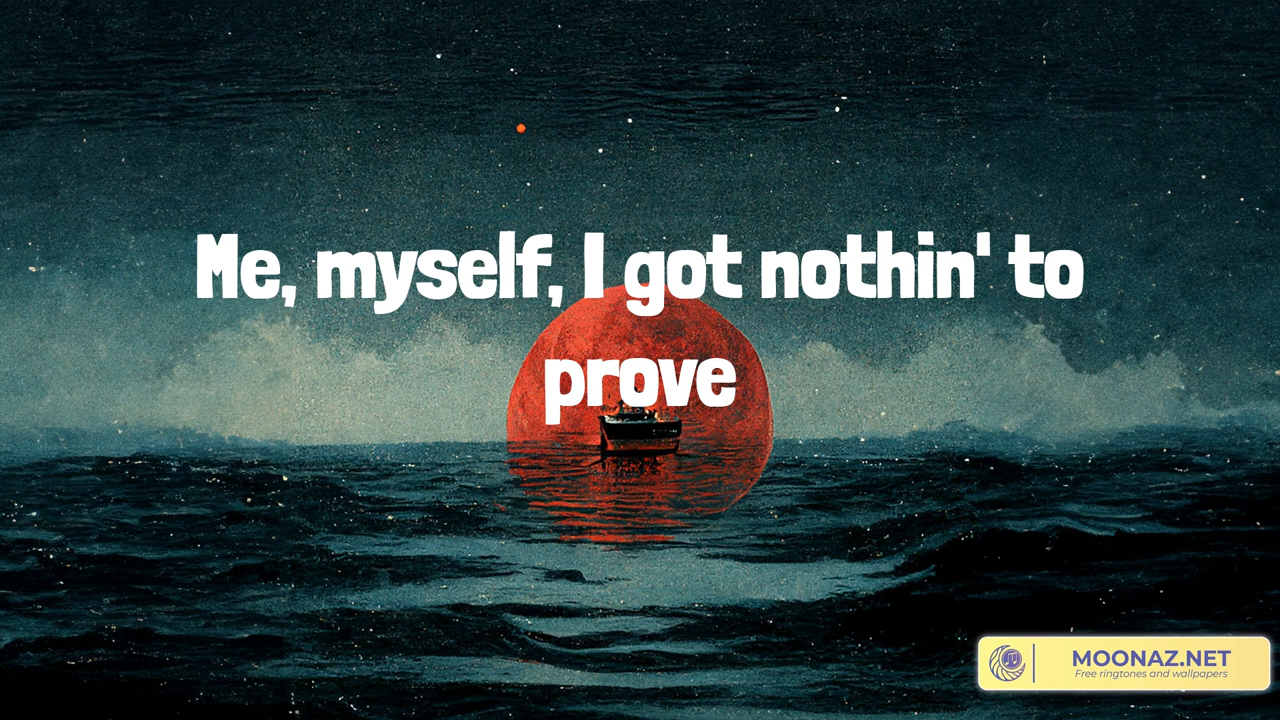 Me, myself, I got nothin' to
prove
MOONAZ.NET
Free ringtones and wallpapers